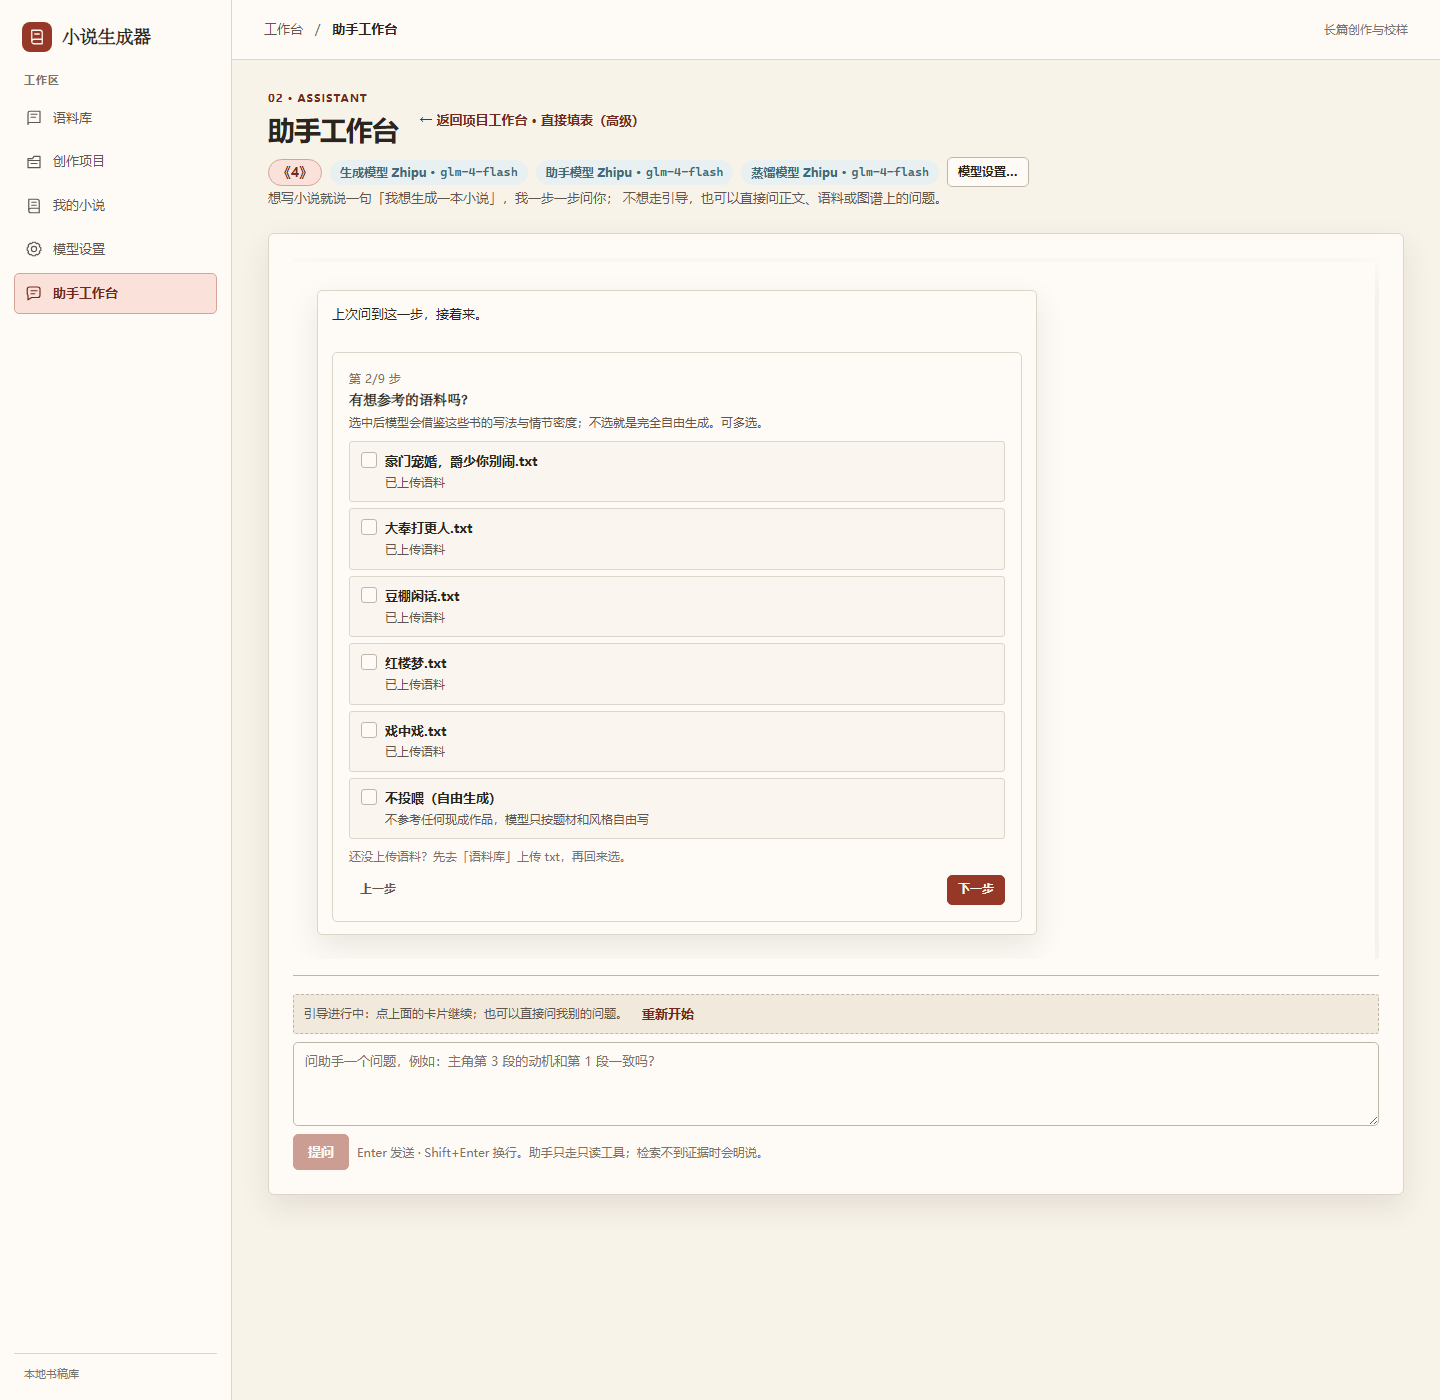 小说生成器
工作区
语料库
创作项目
我的小说
模型设置
助手工作台
本地书稿库
工作台 / 助手工作台
长篇创作与校样
02 • ASSISTANT
助手工作台
← 返回项目工作台 • 直接填表（高级）
《4》 生成模型 Zhipu • glm-4-flash 助手模型 Zhipu • glm-4-flash 蒸馏模型 Zhipu • glm-4-flash 模型设置...
想写小说就说一句「我想生成一本小说」，我一步一步问你； 不想走引导，也可以直接问正文、语料或图谱上的问题。
上次问到这一步，接着来。
第 2/9 步
有想参考的语料吗？
选中后模型会借鉴这些书的写法与情节密度；不选就是完全自由生成。可多选。
豪门宠婚，爵少你别闹.txt
已上传语料
大奉打更人.txt
已上传语料
豆棚闲话.txt
已上传语料
红楼梦.txt
已上传语料
戏中戏.txt
已上传语料
不投喂（自由生成）
不参考任何现成作品，模型只按题材和风格自由写
还没上传语料？先去「语料库」上传 txt，再回来选。
上一步
下一步
引导进行中：点上面的卡片继续；也可以直接问我别的问题。 重新开始
问助手一个问题，例如：主角第 3 段的动机和第 1 段一致吗？
提问
Enter 发送 · Shift+Enter 换行。助手只走只读工具；检索不到证据时会明说。